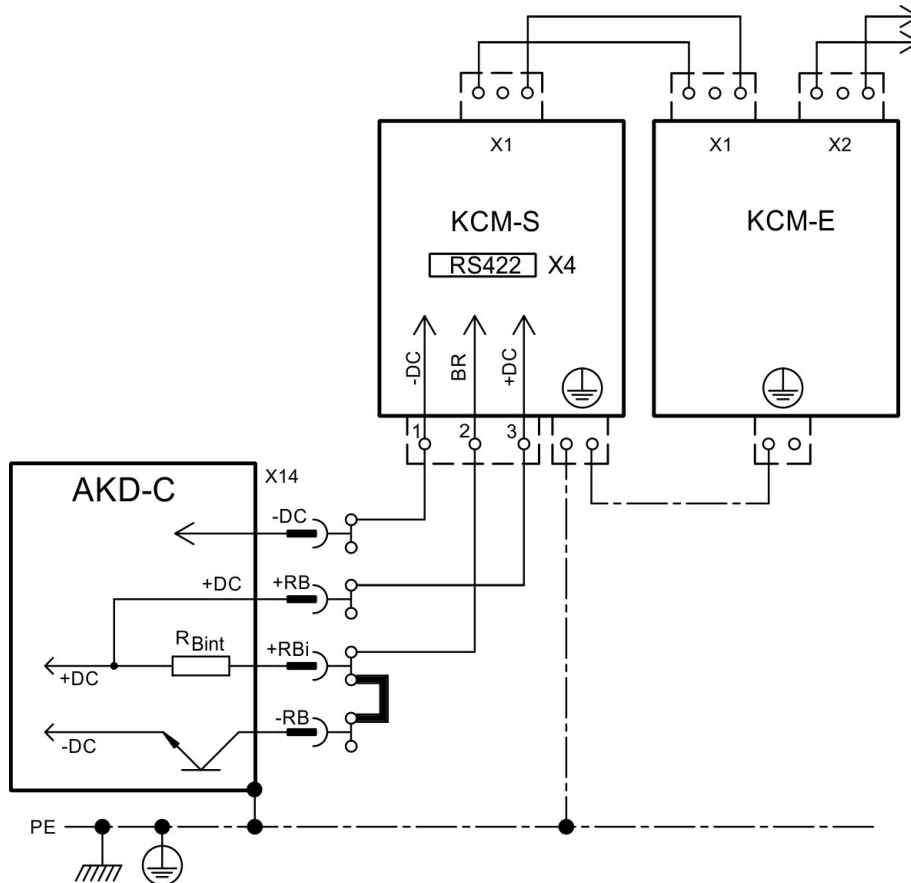 X1
X1 X2
KCM-S
KCM-E
RS422 X4
-DC
BR
+DC
1 2 3
AKD-C
X14
-DC
+DC +RB
RBint
+RBi
+DC
-RB
-DC
PE